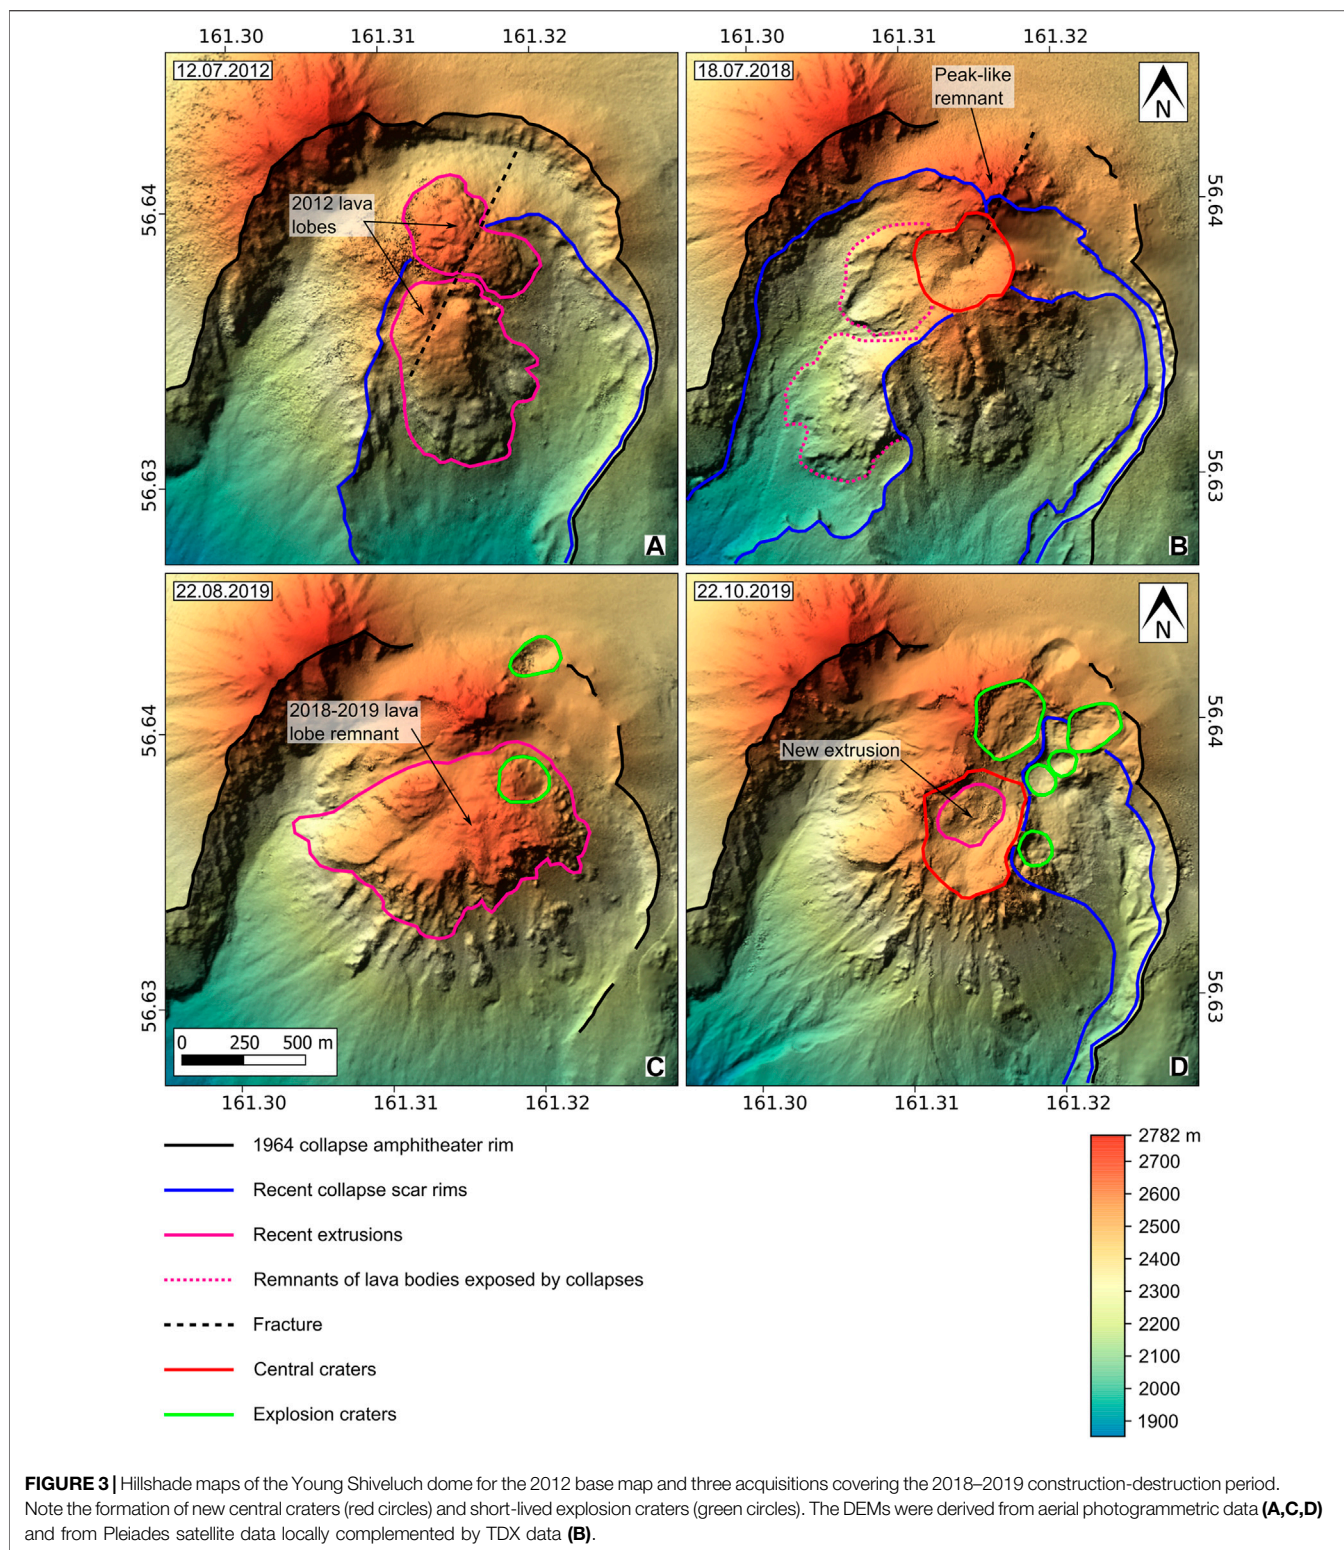 161.30 161.31 161.32
161.30 161.31 161.32
12.07.2012
2012 lava
lobes
56.64
56.63
A
18.07.2018
Peak-like
remnant
N
56.64
56.63
B
22.08.2019
2018-2019 lava
lobe remnant
56.64
56.63
0 250 500 m
C
22.10.2019
New extrusion
N
56.64
56.63
D
161.30 161.31 161.32
161.30 161.31 161.32
1964 collapse amphitheater rim
Recent collapse scar rims
Recent extrusions
Remnants of lava bodies exposed by collapses
Fracture
Central craters
Explosion craters
2782 m
2700
2600
2500
2400
2300
2200
2100
2000
1900
FIGURE 3 | Hillshade maps of the Young Shiveluch dome for the 2012 base map and three acquisitions covering the 2018–2019 construction-destruction period.
Note the formation of new central craters (red circles) and short-lived explosion craters (green circles). The DEMs were derived from aerial photogrammetric data (A,C,D)
and from Pleiades satellite data locally complemented by TDX data (B).